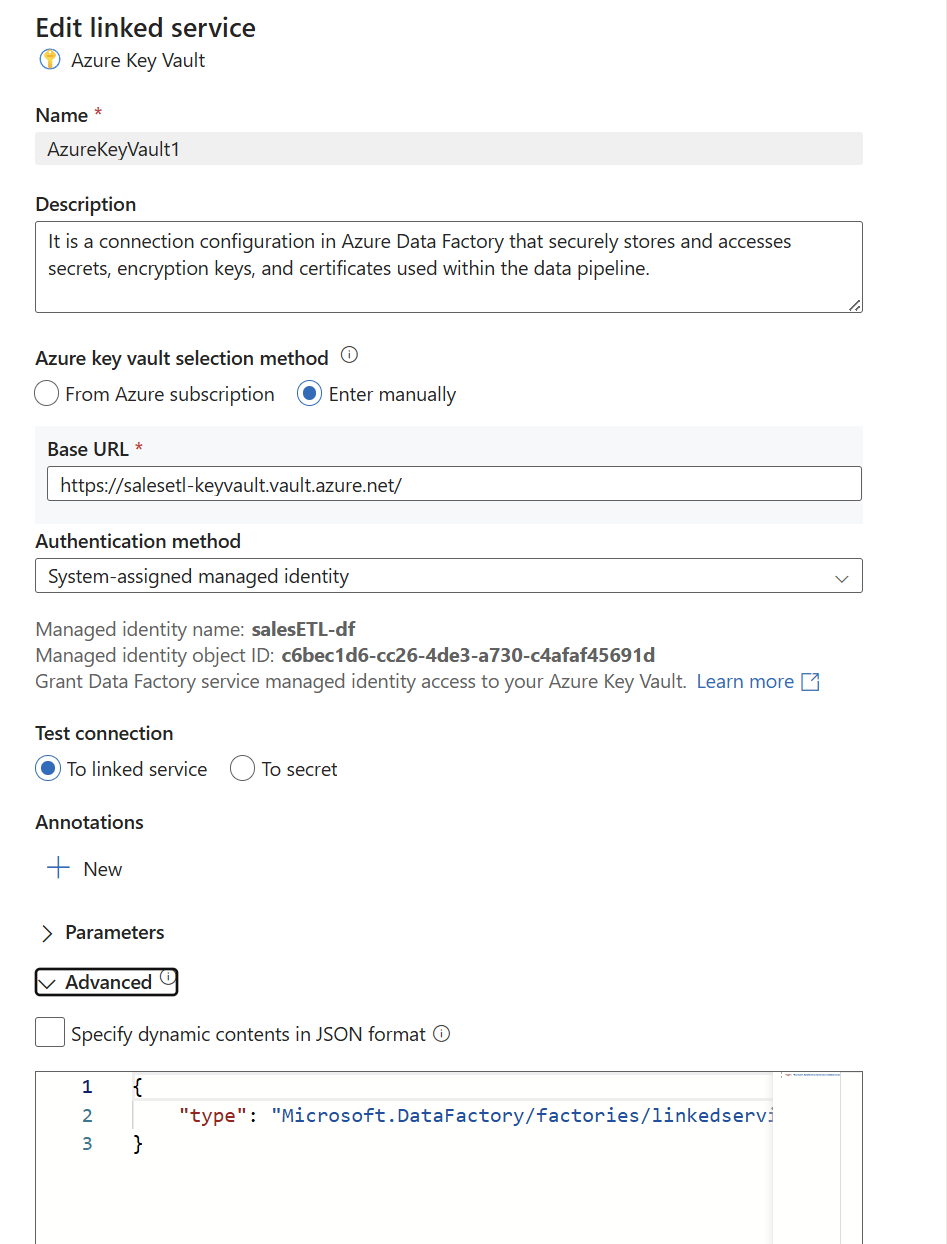 Edit linked service
Azure Key Vault
Name *
AzureKeyVault1
Description
It is a connection configuration in Azure Data Factory that securely stores and accesses
secrets, encryption keys, and certificates used within the data pipeline.
Azure key vault selection method
From Azure subscription Enter manually
Base URL *
https://salesetl-keyvault.vault.azure.net/
Authentication method
System-assigned managed identity
Managed identity name: salesETL-df
Managed identity object ID: c6bec1d6-cc26-4de3-a730-c4afaf45691d
Grant Data Factory service managed identity access to your Azure Key Vault. Learn more
Test connection
To linked service To secret
Annotations
New
Parameters
Advanced
Specify dynamic contents in JSON format
1 {
2 "type": "Microsoft.DataFactory/factories/linkedservi
3 }